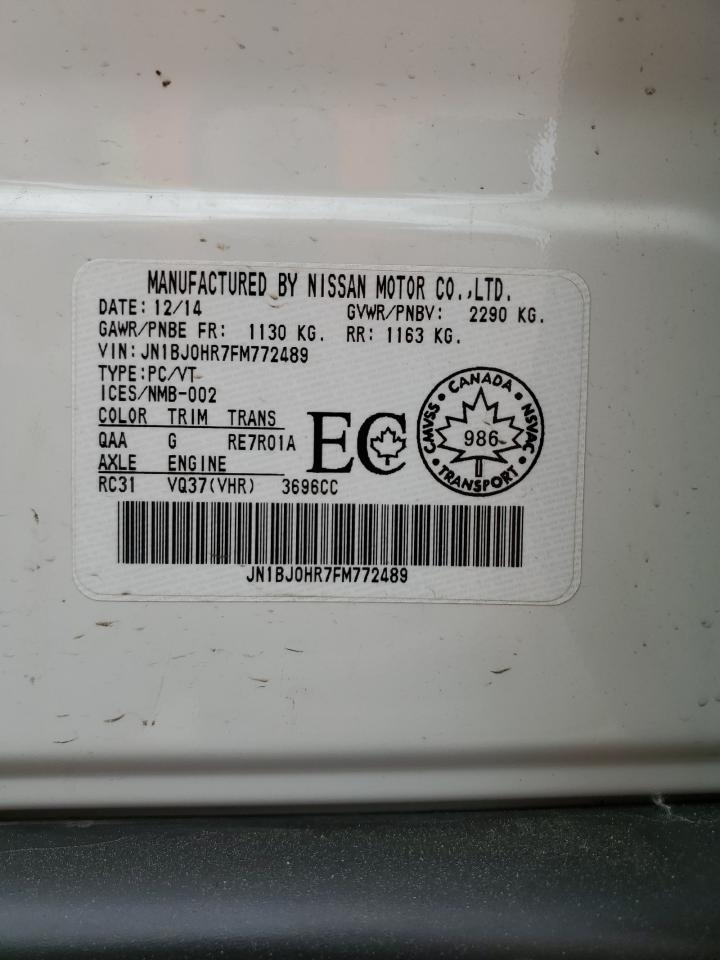 MANUFACTURED BY NISSAN MOTOR CO.,LTD.
DATE: 12/14 GVWR/PNBV: 2290 KG.
GAWR/PNBE FR: 1130 KG. RR: 1163 KG.
VIN: JN1BJ0HR7FM772489
TYPE:PC/VT
ICES/NMB-002
COLOR TRIM TRANS
QAA G RE7R01A
AXLE ENGINE
RC31 VQ37(VHR) 3696CC
EC
CANADA
CMVSS 986 NSVAC
TRANSPORT
JN1BJ0HR7FM772489